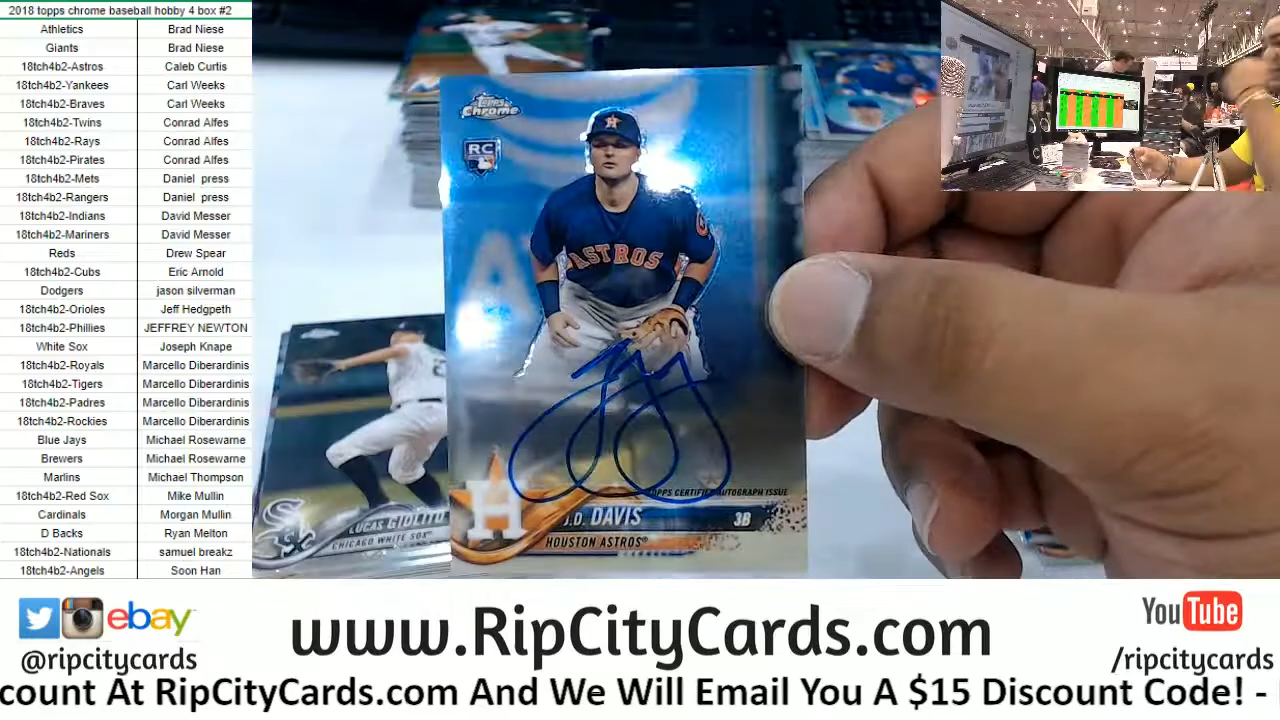 2018 topps chrome baseball hobby 4 box #2
Athletics Brad Niese
Giants Brad Niese
18tch4b2-Astros Caleb Curtis
18tch4b2-Yankees Carl Weeks
18tch4b2-Braves Carl Weeks
18tch4b2-Twins Conrad Alfes
18tch4b2-Rays Conrad Alfes
18tch4b2-Pirates Conrad Alfes
18tch4b2-Mets Daniel press
18tch4b2-Rangers Daniel press
18tch4b2-Indians David Messer
18tch4b2-Mariners David Messer
Reds Drew Spear
18tch4b2-Cubs Eric Arnold
Dodgers jason silverman
18tch4b2-Orioles Jeff Hedgpeth
18tch4b2-Phillies JEFFREY NEWTON
White Sox Joseph Knape
18tch4b2-Royals Marcello Diberardinis
18tch4b2-Tigers Marcello Diberardinis
18tch4b2-Padres Marcello Diberardinis
18tch4b2-Rockies Marcello Diberardinis
Blue Jays Michael Rosewarne
Brewers Michael Rosewarne
Marlins Michael Thompson
18tch4b2-Red Sox Mike Mullin
Cardinals Morgan Mullin
D Backs Ryan Melton
18tch4b2-Nationals samuel breakz
18tch4b2-Angels Soon Han
Topps
Chrome
RC
H
ASTROS
TOPPS CERTIFIED AUTOGRAPH ISSUE
H
J.D. DAVIS 3B
HOUSTON ASTROS®
LUCAS GIOLITO
CHICAGO WHITE SOX™
ebay
@ripcitycards
www.RipCityCards.com
YouTube
/ripcitycards
count At RipCityCards.com And We Will Email You A $15 Discount Code! -